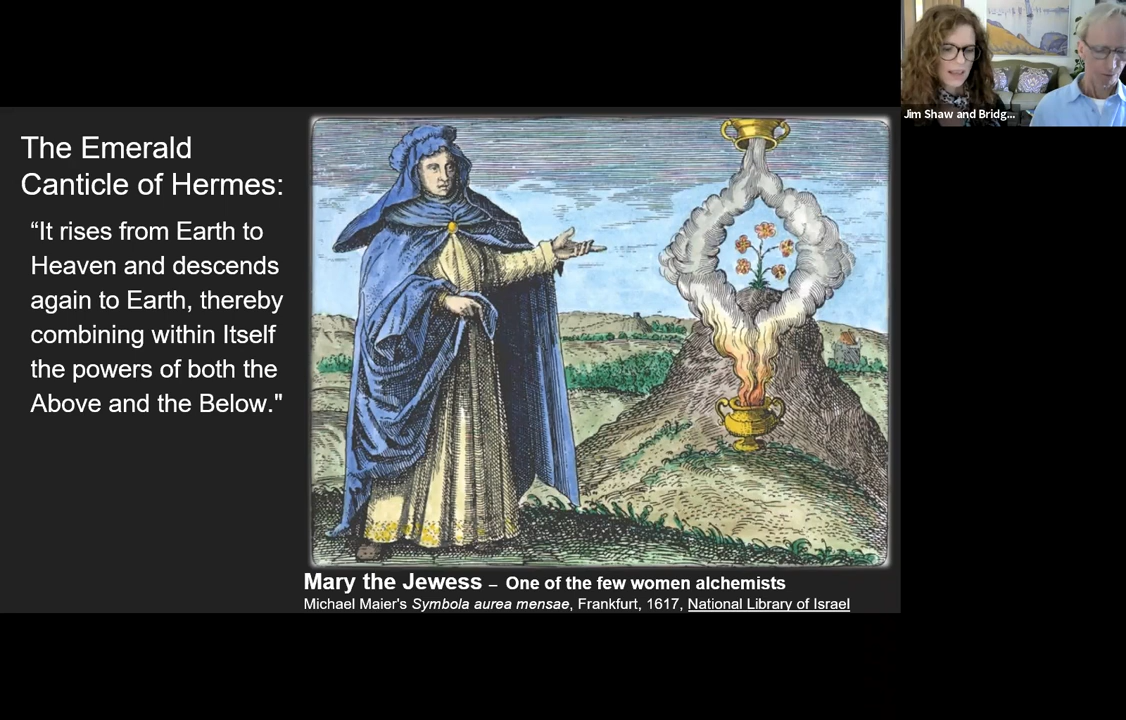 The Emerald
Canticle of Hermes:
“It rises from Earth to
Heaven and descends
again to Earth, thereby
combining within Itself
the powers of both the
Above and the Below."
Mary the Jewess – One of the few women alchemists
Michael Maier's Symbola aurea mensae, Frankfurt, 1617, National Library of Israel
Jim Shaw and Bridg...